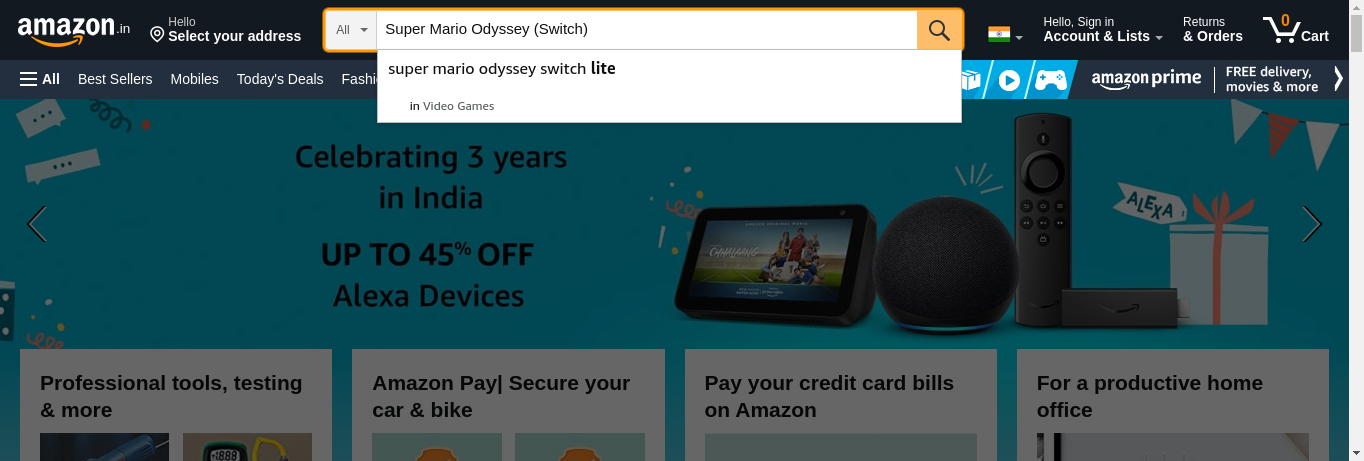 amazon.in
Hello
Select your address
All
Super Mario Odyssey (Switch)
Hello, Sign in
Account & Lists
Returns
& Orders
0
Cart
All
Best Sellers
Mobiles
Today's Deals
Fashi
super mario odyssey switch lite
in Video Games
amazon prime
FREE delivery,
movies & more
Celebrating 3 years
in India
UP TO 45% OFF
Alexa Devices
ALEXA
Professional tools, testing
& more
Amazon Pay| Secure your
car & bike
Pay your credit card bills
on Amazon
For a productive home
office